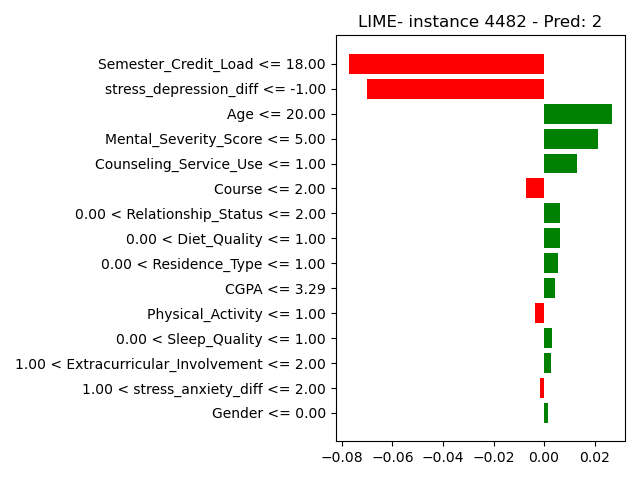 LIME- instance 4482 - Pred: 2
Semester_Credit_Load <= 18.00
stress_depression_diff <= -1.00
Age <= 20.00
Mental_Severity_Score <= 5.00
Counseling_Service_Use <= 1.00
Course <= 2.00
0.00 < Relationship_Status <= 2.00
0.00 < Diet_Quality <= 1.00
0.00 < Residence_Type <= 1.00
CGPA <= 3.29
Physical_Activity <= 1.00
0.00 < Sleep_Quality <= 1.00
1.00 < Extracurricular_Involvement <= 2.00
1.00 < stress_anxiety_diff <= 2.00
Gender <= 0.00
−0.08 −0.06 −0.04 −0.02 0.00 0.02